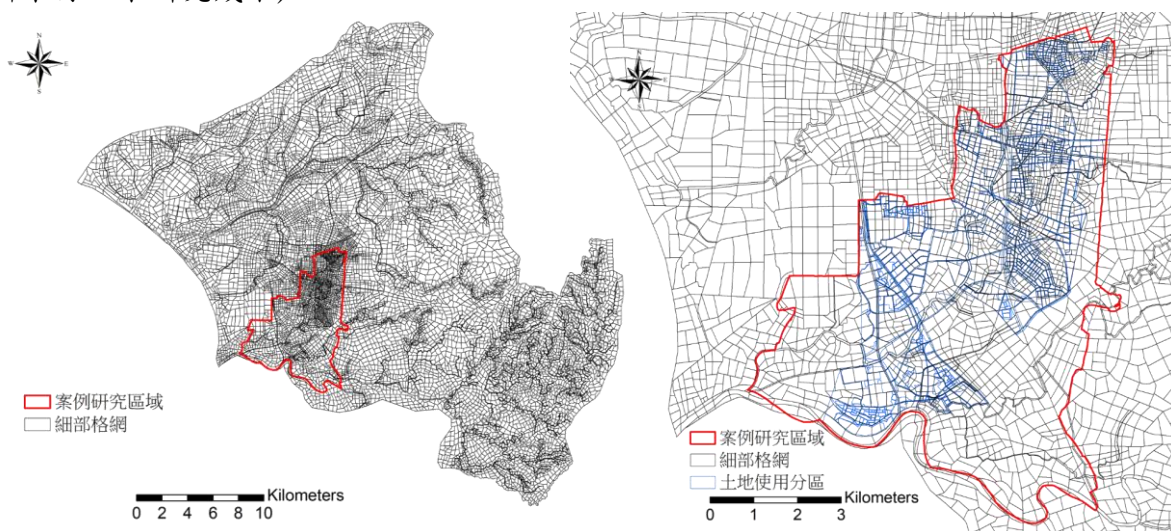 N
W E
S
案例研究區域
細部格網
Kilometers
0 2 4 6 8 10
案例研究區域
細部格網
土地使用分區
Kilometers
0 1 2 3